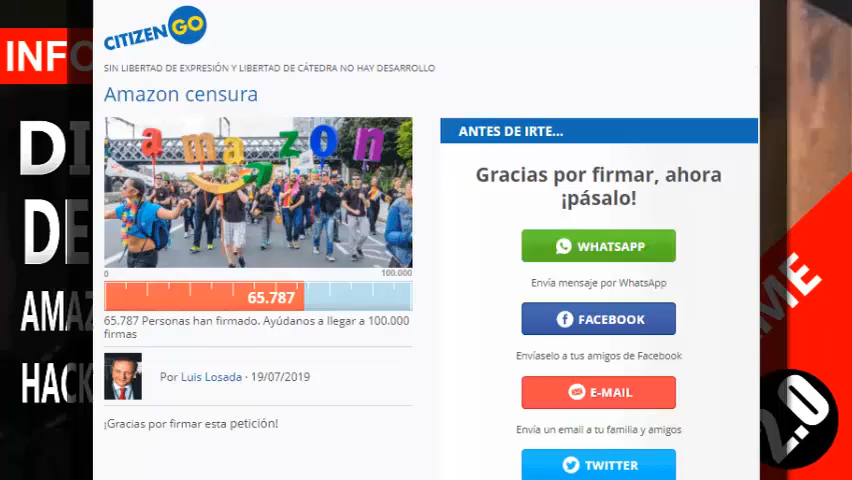 INFO
DI
DE
AMAZ
HACK
CITIZENGO
SIN LIBERTAD DE EXPRESIÓN Y LIBERTAD DE CÁTEDRA NO HAY DESARROLLO
Amazon censura
amazon
0
100.000
65.787
65.787 Personas han firmado. Ayúdanos a llegar a 100.000
firmas
Por Luis Losada · 19/07/2019
¡Gracias por firmar esta petición!
ANTES DE IRTE...
Gracias por firmar, ahora
¡pásalo!
WHATSAPP
Envía mensaje por WhatsApp
FACEBOOK
Envíaselo a tus amigos de Facebook
E-MAIL
Envía un email a tu familia y amigos
TWITTER
ME
2.0